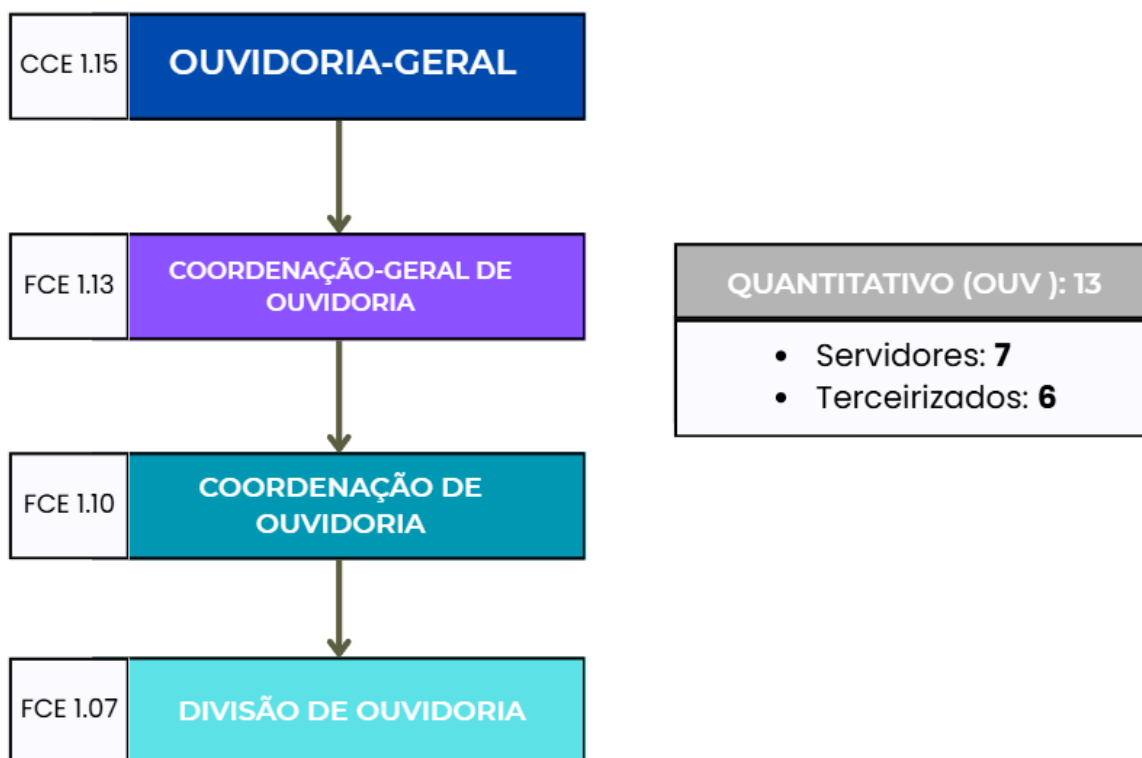 CCE 1.15
OUVIDORIA-GERAL
FCE 1.13
COORDENAÇÃO-GERAL DE
OUVIDORIA
QUANTITATIVO (OUV ): 13
• Servidores: 7
• Terceirizados: 6
FCE 1.10
COORDENAÇÃO DE
OUVIDORIA
FCE 1.07
DIVISÃO DE OUVIDORIA